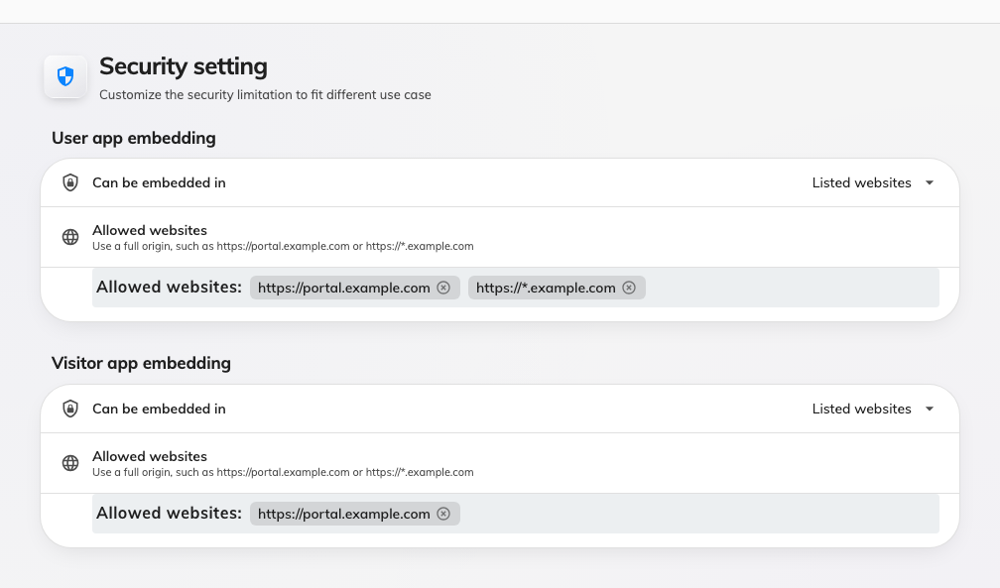 Security setting
Customize the security limitation to fit different use case
User app embedding
Can be embedded in Listed websites
Allowed websites
Use a full origin, such as https://portal.example.com or https://*.example.com
Allowed websites: https://portal.example.com https://*.example.com
Visitor app embedding
Can be embedded in Listed websites
Allowed websites
Use a full origin, such as https://portal.example.com or https://*.example.com
Allowed websites: https://portal.example.com